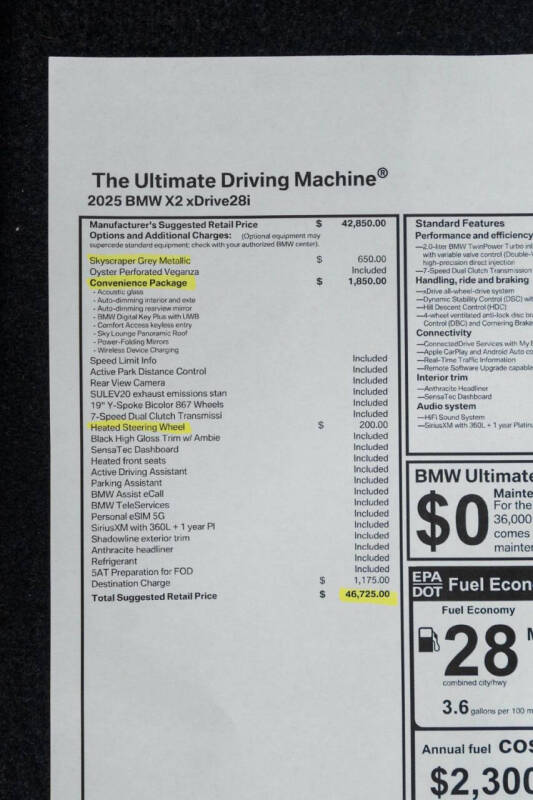 The Ultimate Driving Machine®
2025 BMW X2 xDrive28i
Manufacturer's Suggested Retail Price $ 42,850.00
Options and Additional Charges: (Optional equipment may
supercede standard equipment; check with your authorized BMW center).
Skyscraper Grey Metallic $ 650.00
Oyster Perforated Veganza Included
Convenience Package $ 1,850.00
- Acoustic glass
- Auto-dimming interior and exte
- Auto-dimming rearview mirror
- BMW Digital Key Plus with UWB
- Comfort Access keyless entry
- Sky Lounge Panoramic Roof
- Power-Folding Mirrors
- Wireless Device Charging
Speed Limit Info Included
Active Park Distance Control Included
Rear View Camera Included
SULEV20 exhaust emissions stan Included
19" Y-Spoke Bicolor 867 Wheels Included
7-Speed Dual Clutch Transmissi Included
Heated Steering Wheel $ 200.00
Black High Gloss Trim w/ Ambie Included
SensaTec Dashboard Included
Heated front seats Included
Active Driving Assistant Included
Parking Assistant Included
BMW Assist eCall Included
BMW TeleServices Included
Personal eSIM 5G Included
SiriusXM with 360L + 1 year Pl Included
Shadowline exterior trim Included
Anthracite headliner Included
Refrigerant Included
5AT Preparation for FOD Included
Destination Charge $ 1,175.00
Total Suggested Retail Price $ 46,725.00
Standard Features
Performance and efficiency
—2.0-liter BMW TwinPower Turbo inl
with variable valve control (Double-
high-precision direct injection
—7-Speed Dual Clutch Transmission
Handling, ride and braking
—xDrive all-wheel-drive system
—Dynamic Stability Control (DSC) wit
—Hill Descent Control (HDC)
—4-wheel ventilated anti-lock disc bra
Control (DBC) and Cornering Brake
Connectivity
—ConnectedDrive Services with My B
—Apple CarPlay and Android Auto co
—Real-Time Traffic Information
—Remote Software Upgrade capable
Interior trim
—Anthracite Headliner
—SensaTec Dashboard
Audio system
—HiFi Sound System
—SiriusXM with 360L + 1 year Platinu
BMW Ultimate
$0
Mainte
For the
36,000
comes
mainten
EPA
DOT
Fuel Econ
Fuel Economy
28
combined city/hwy
3.6 gallons per 100 m
Annual fuel cos
$2,300